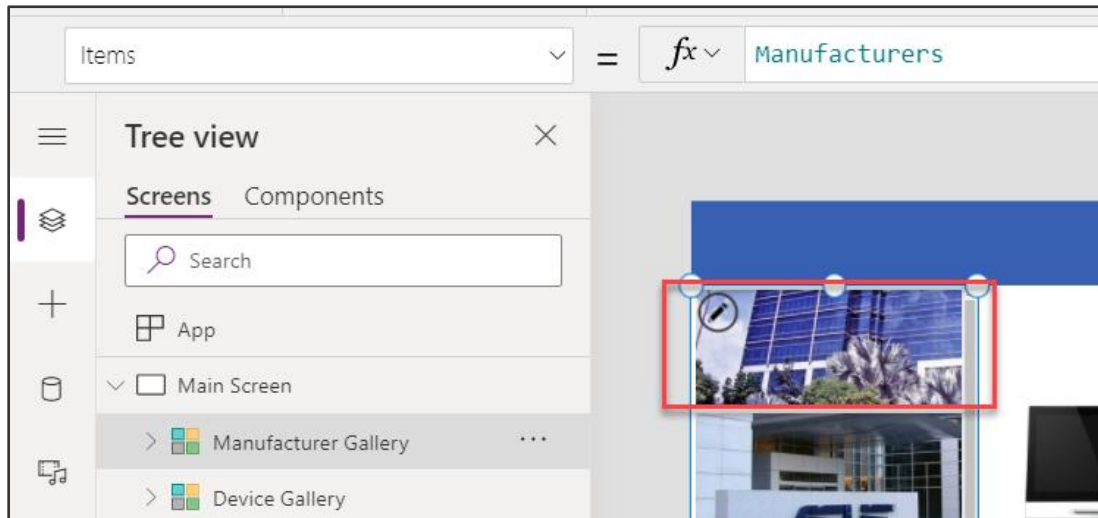 Items = fx Manufacturers
Tree view
Screens Components
Search
App
Main Screen
Manufacturer Gallery ...
Device Gallery